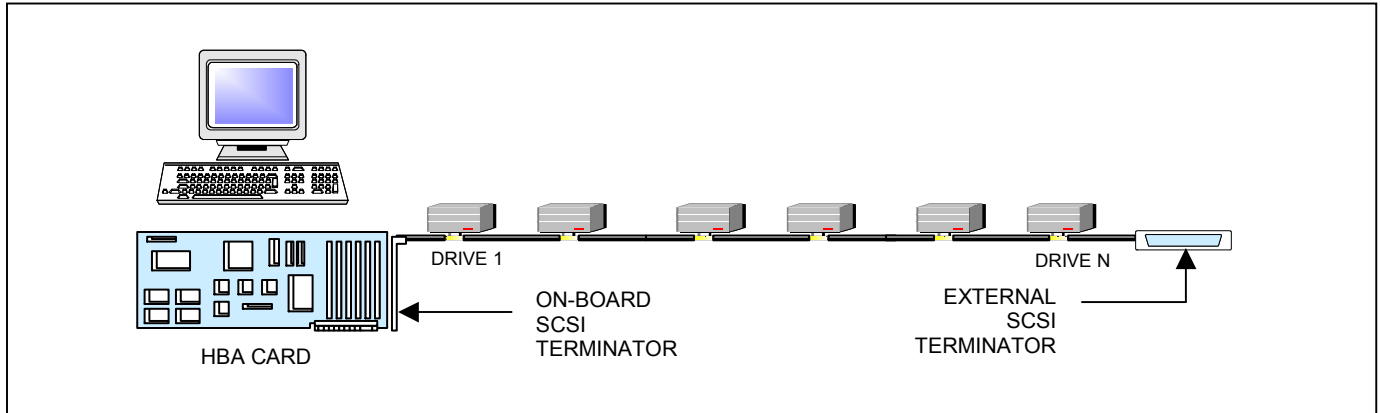 DRIVE 1
DRIVE N
ON-BOARD
SCSI
TERMINATOR
EXTERNAL
SCSI
TERMINATOR
HBA CARD